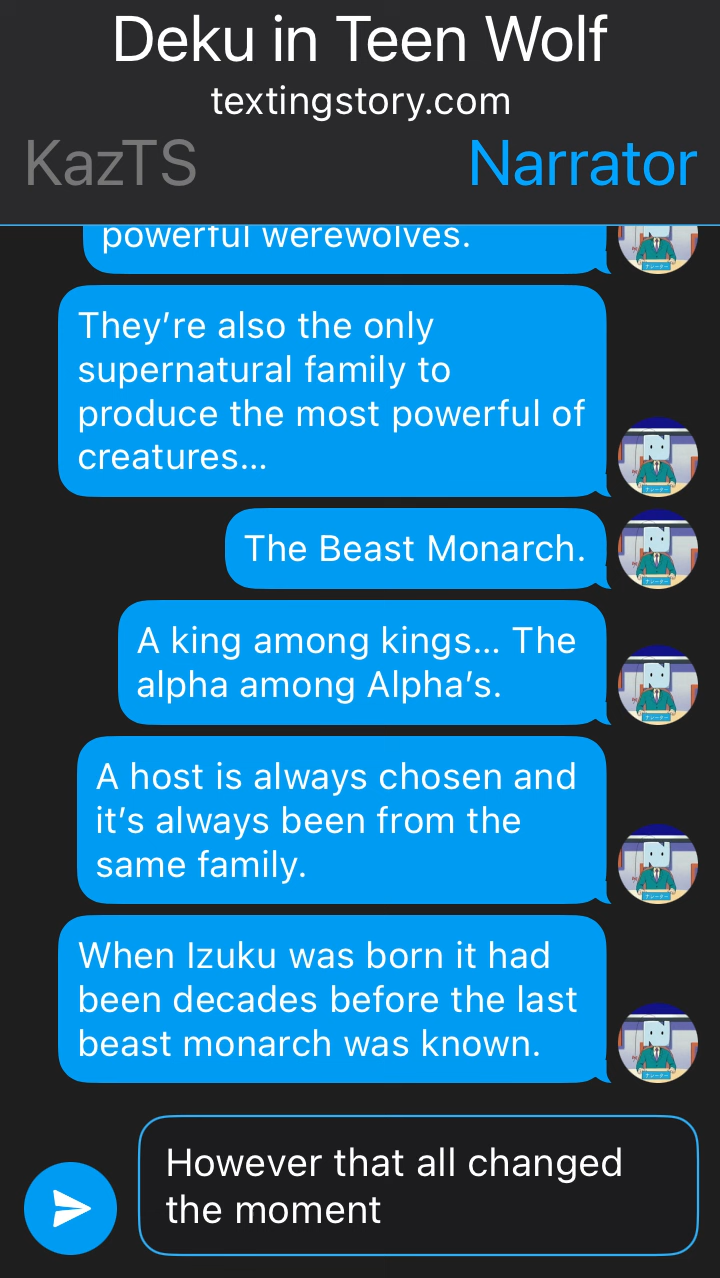 Deku in Teen Wolf
textingstory.com
KazTS
Narrator
powerful werewolves.
They’re also the only
supernatural family to
produce the most powerful of
creatures...
The Beast Monarch.
A king among kings... The
alpha among Alpha’s.
A host is always chosen and
it’s always been from the
same family.
When Izuku was born it had
been decades before the last
beast monarch was known.
However that all changed
the moment